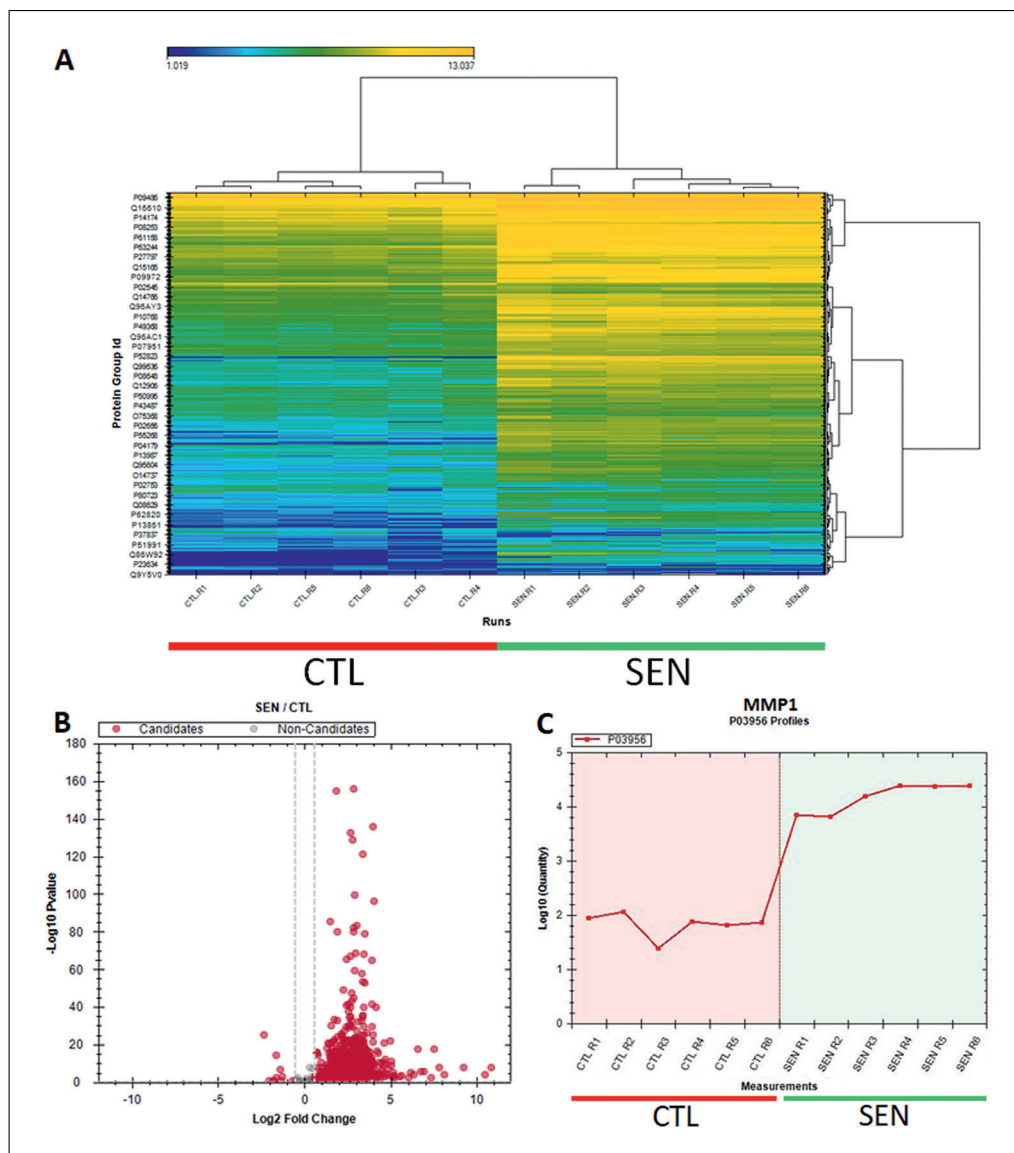 A
1.019 13.037
Protein Group Id
P09486
Q16610
P14174
P08253
P61158
P63244
P27797
Q15165
P09972
P02545
Q14766
Q96AY3
P10768
P49368
Q96AC1
P07951
P52823
Q99536
P08648
Q12905
P50995
P43487
O75368
P02656
P55268
P04179
P13987
Q95604
O14737
P02753
P80723
Q08629
P62820
P13861
P37837
P51991
Q86W92
P23634
Q9Y5V0
CTL.R1 CTL.R2 CTL.R5 CTL.R6 CTL.R3 CTL.R4 SEN.R1 SEN.R2 SEN.R3 SEN.R4 SEN.R5 SEN.R6
Runs
CTL SEN
B
SEN / CTL
Candidates Non-Candidates
-Log10 Pvalue
180
160
140
120
100
80
60
40
20
0
-10 -5 0 5 10
Log2 Fold Change
C
MMP1
P03956 Profiles
P03956
Log10 (Quantity)
5
4
3
2
1
0
CTL R1 CTL R2 CTL R3 CTL R4 CTL R5 CTL R6 SEN R1 SEN R2 SEN R3 SEN R4 SEN R5 SEN R6
Measurements
CTL SEN